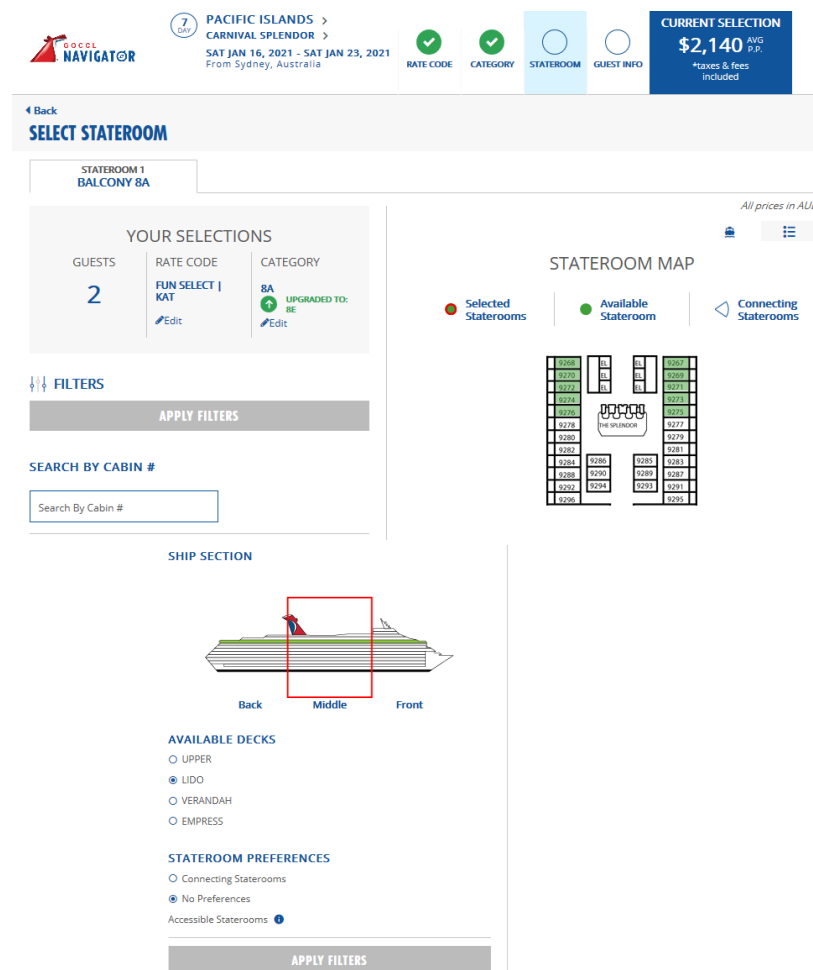 GOCCL
NAVIGATOR
7
DAY
PACIFIC ISLANDS >
CARNIVAL SPLENDOR >
SAT JAN 16, 2021 - SAT JAN 23, 2021
From Sydney, Australia
RATE CODE
CATEGORY
STATEROOM
GUEST INFO
CURRENT SELECTION
$2,140 AVG P.P.
*taxes & fees
included
Back
SELECT STATEROOM
STATEROOM 1
BALCONY 8A
All prices in AU
YOUR SELECTIONS
GUESTS
2
RATE CODE
FUN SELECT |
KAT
Edit
CATEGORY
8A
UPGRADED TO:
8E
Edit
FILTERS
APPLY FILTERS
SEARCH BY CABIN #
Search By Cabin #
STATEROOM MAP
Selected
Staterooms
Available
Stateroom
Connecting
Staterooms
9268 EL EL 9267
9270 EL EL 9269
9272 EL EL 9271
9274 9273
9276 9275
9278 THE SPLENDOR 9277
9280 9279
9282 9281
9284 9286 9285 9283
9288 9290 9289 9287
9292 9294 9293 9291
9296 9295
SHIP SECTION
Back Middle Front
AVAILABLE DECKS
UPPER
LIDO
VERANDAH
EMPRESS
STATEROOM PREFERENCES
Connecting Staterooms
No Preferences
Accessible Staterooms i
APPLY FILTERS